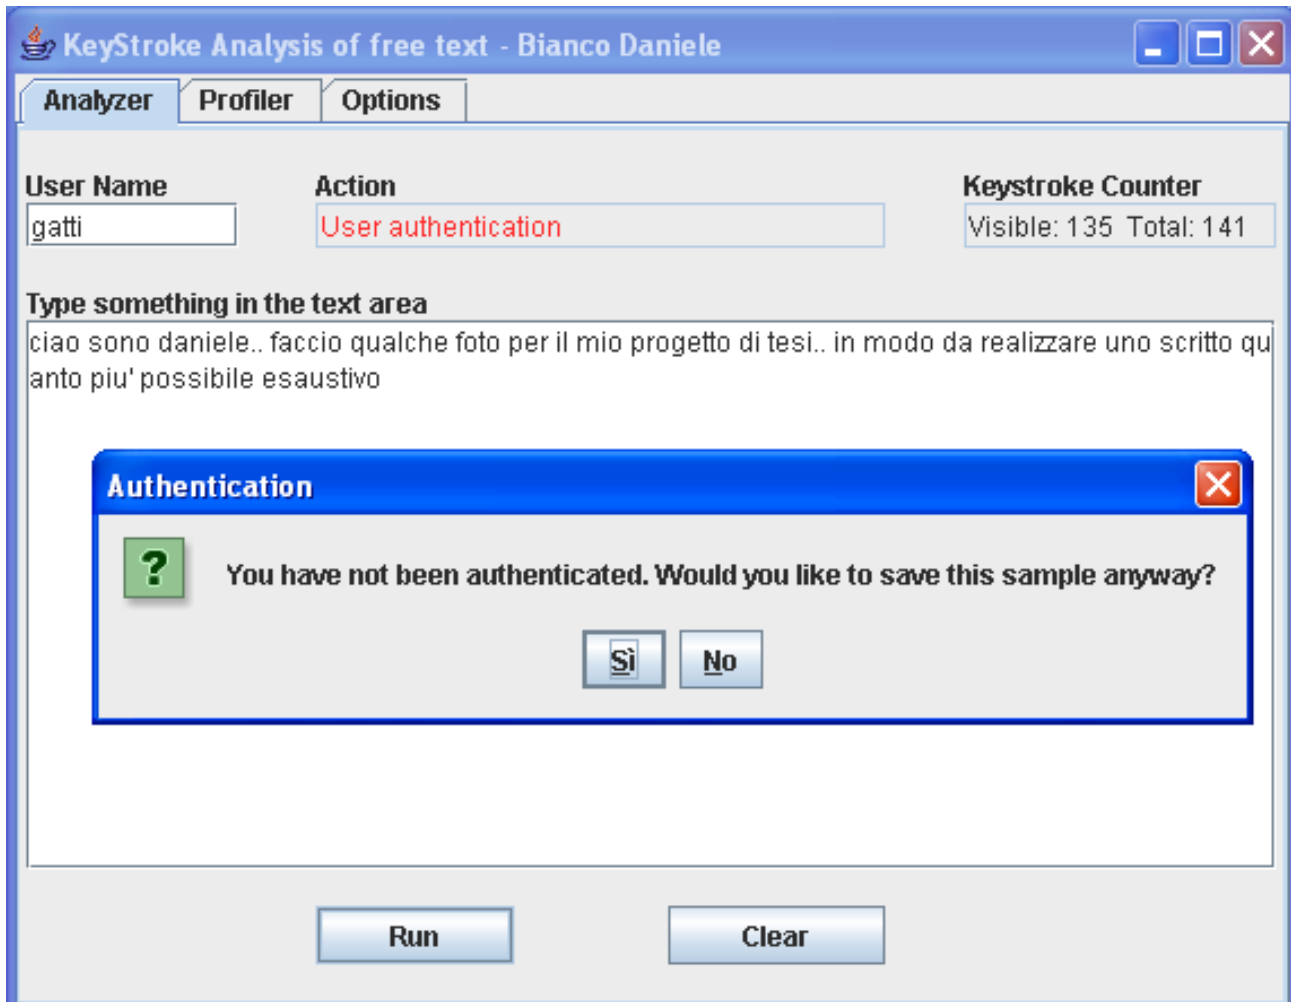 KeyStroke Analysis of free text - Bianco Daniele
Analyzer Profiler Options
User Name Action Keystroke Counter
gatti User authentication Visible: 135 Total: 141
Type something in the text area
ciao sono daniele.. faccio qualche foto per il mio progetto di tesi.. in modo da realizzare uno scritto qu
anto piu' possibile esaustivo
Authentication
? You have not been authenticated. Would you like to save this sample anyway?
Sì No
Run Clear